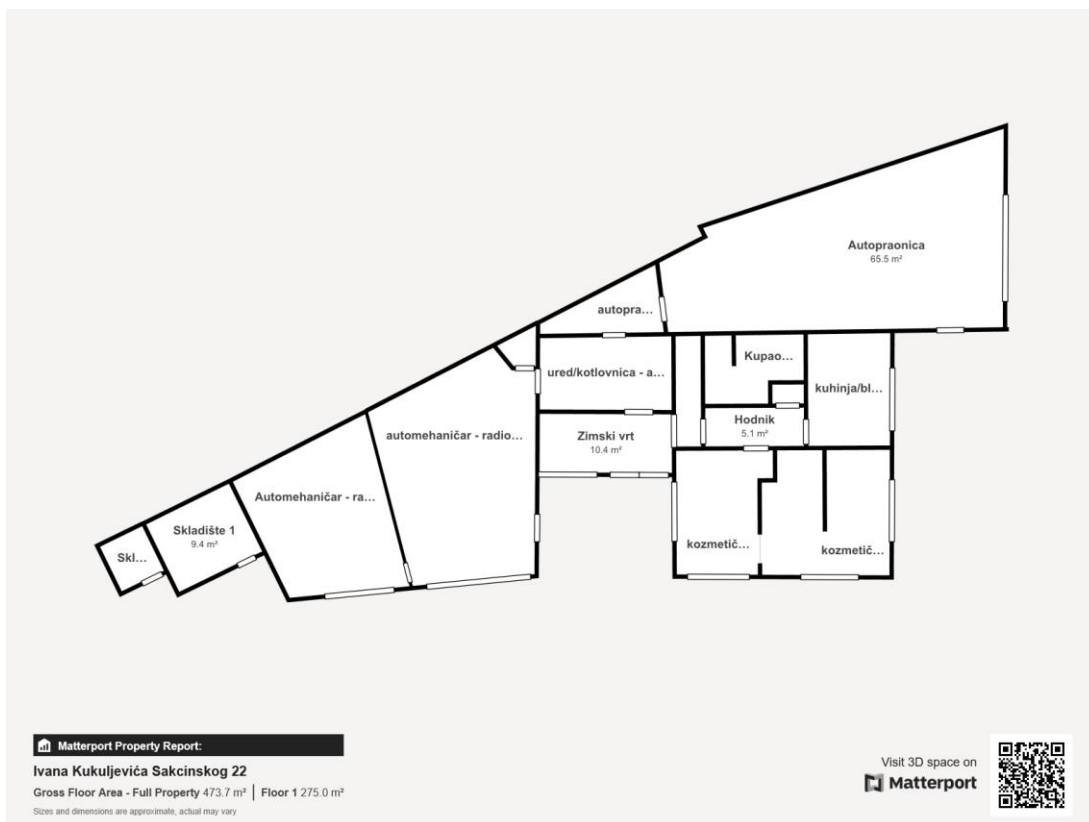 Autopraonica
65.5 m²
autopra...
Kupao...
ured/kotlovnica - a...
kuhinja/bl...
Hodnik
5.1 m²
automehaničar - radio...
Zimski vrt
10.4 m²
Automehaničar - ra...
Skladište 1
9.4 m²
Skl...
kozmetič...
kozmetič...
Matterport Property Report:
Ivana Kukuljevića Sakcinskog 22
Gross Floor Area - Full Property 473.7 m² | Floor 1 275.0 m²
Sizes and dimensions are approximate, actual may vary
Visit 3D space on
Matterport